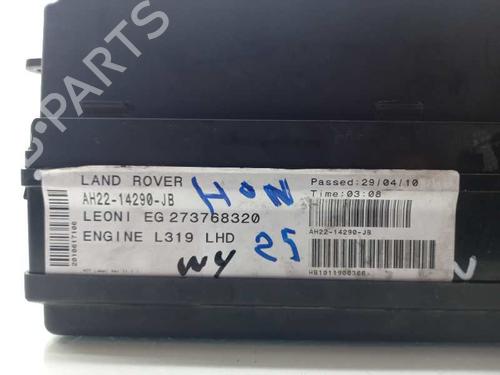 LAND ROVER
AH22-14290-JB
LEONI EG 273768320
ENGINE L319 LHD
HON
25
WY
Passed: 29/04/10
Time: 03:08
AH22-14290-JB
2010617106
B-PARTS